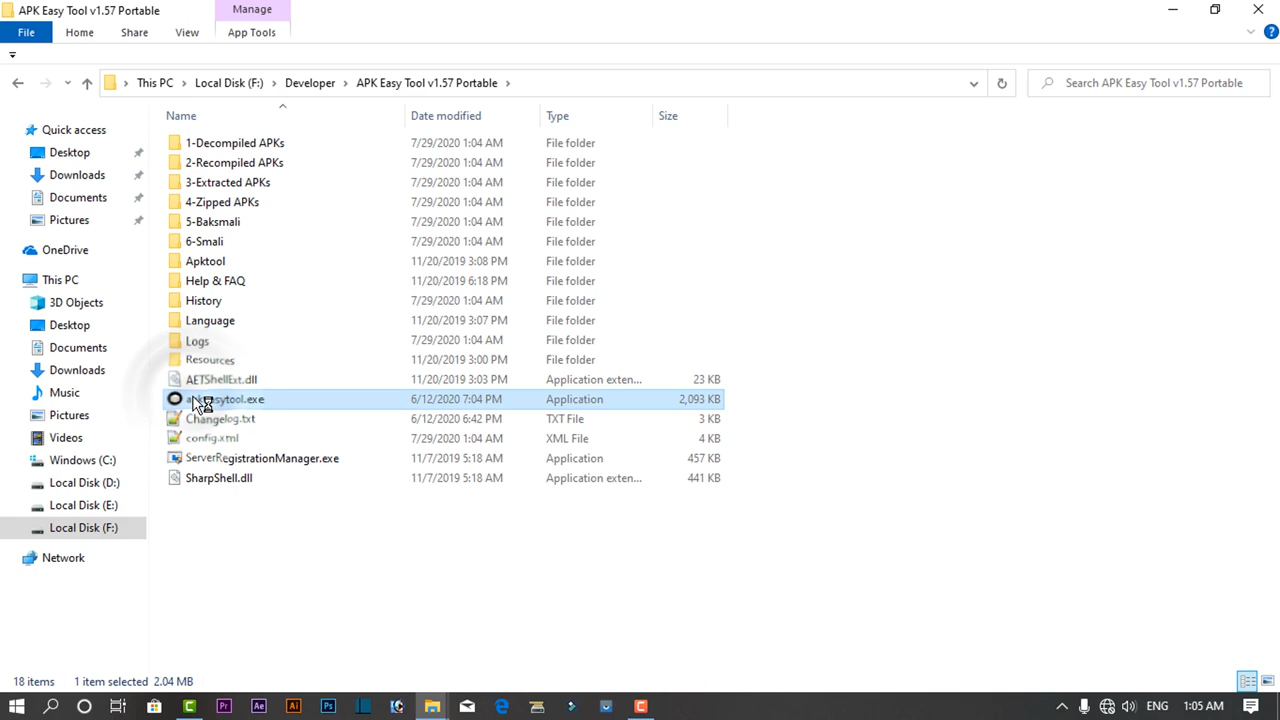 APK Easy Tool v1.57 Portable
Manage
File Home Share View App Tools
This PC Local Disk (F:) Developer APK Easy Tool v1.57 Portable
Search APK Easy Tool v1.57 Portable
Name Date modified Type Size
Quick access
Desktop
Downloads
Documents
Pictures
OneDrive
This PC
3D Objects
Desktop
Documents
Downloads
Music
Pictures
Videos
Windows (C:)
Local Disk (D:)
Local Disk (E:)
Local Disk (F:)
Network
1-Decompiled APKs 7/29/2020 1:04 AM File folder
2-Recompiled APKs 7/29/2020 1:04 AM File folder
3-Extracted APKs 7/29/2020 1:04 AM File folder
4-Zipped APKs 7/29/2020 1:04 AM File folder
5-Baksmali 7/29/2020 1:04 AM File folder
6-Smali 7/29/2020 1:04 AM File folder
Apktool 11/20/2019 3:08 PM File folder
Help & FAQ 11/20/2019 6:18 PM File folder
History 7/29/2020 1:04 AM File folder
Language 11/20/2019 3:07 PM File folder
Logs 7/29/2020 1:04 AM File folder
Resources 11/20/2019 3:00 PM File folder
AETShellExt.dll 11/20/2019 3:03 PM Application exten... 23 KB
6/12/2020 7:04 PM Application 2,093 KB
Changelog.txt 6/12/2020 6:42 PM TXT File 3 KB
config.xml 7/29/2020 1:04 AM XML File 4 KB
ServerRegistrationManager.exe 11/7/2019 5:18 AM Application 457 KB
SharpShell.dll 11/7/2019 5:18 AM Application exten... 441 KB
18 items 1 item selected 2.04 MB
Pr Ae Ai Ps
ENG 1:05 AM